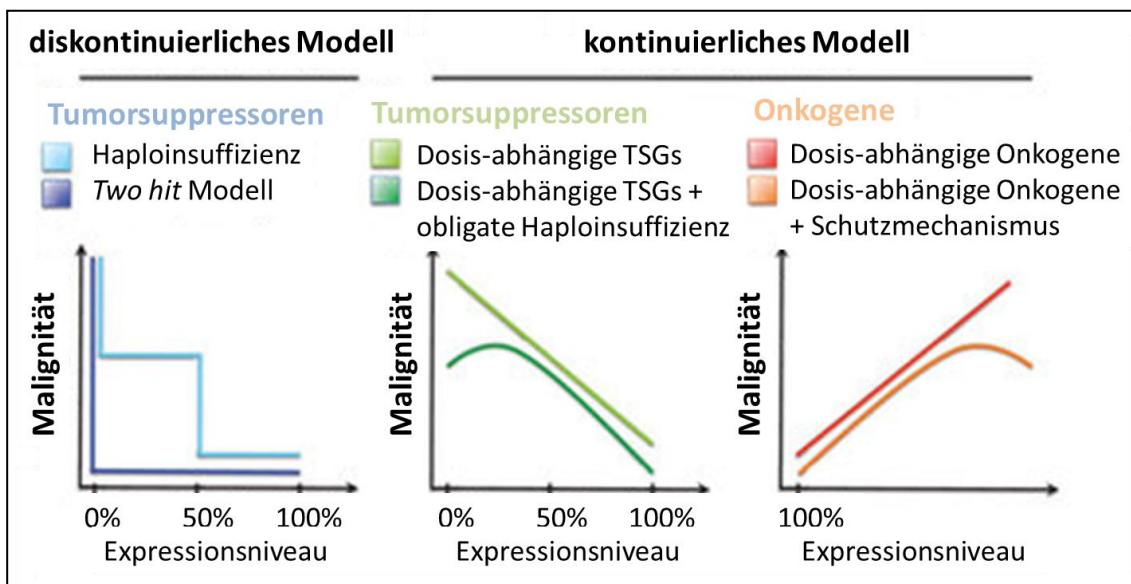 diskontinuierliches Modell
kontinuierliches Modell
Tumorsuppressoren
Haploinsuffizienz
Two hit Modell
Tumorsuppressoren
Dosis-abhängige TSGs
Dosis-abhängige TSGs +
obligate Haploinsuffizienz
Onkogene
Dosis-abhängige Onkogene
Dosis-abhängige Onkogene
+ Schutzmechanismus
Malignität
0% 50% 100%
Expressionsniveau
Malignität
0% 50% 100%
Expressionsniveau
Malignität
100%
Expressionsniveau